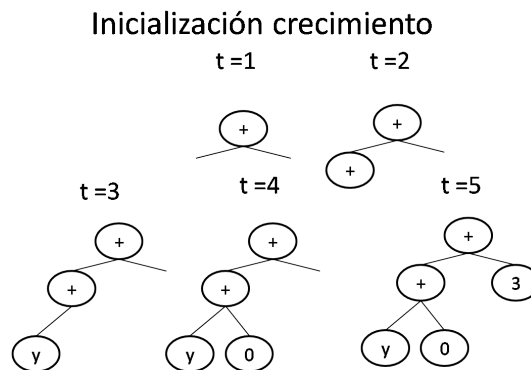 Inicialización crecimiento
t =1
t =2
+
+
+
t =3
t =4
t =5
+
+
+
+
+
+
3
y
y
0
y
0